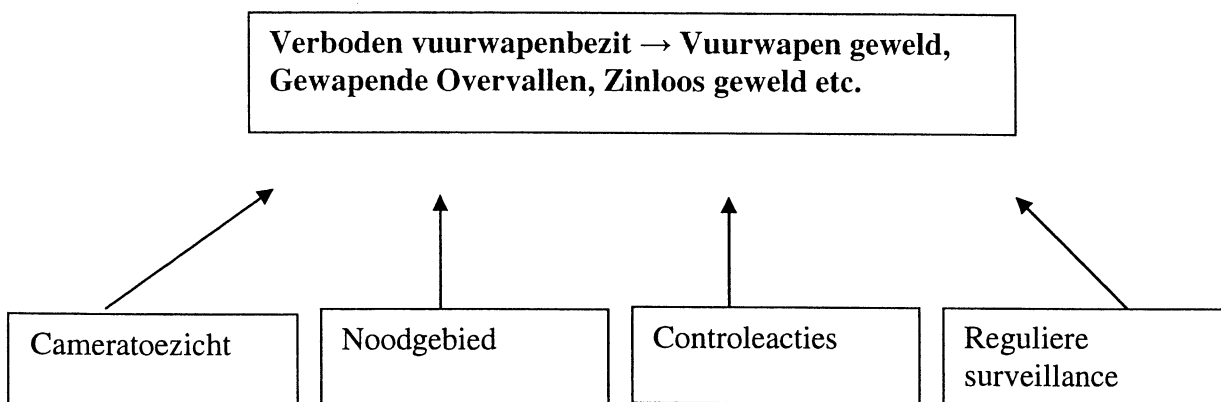 Verboden vuurwapenbezit → Vuurwapen geweld,
Gewapende Overvallen, Zinloos geweld etc.
Cameratoezicht
Noodgebied
Controleacties
Reguliere
surveillance